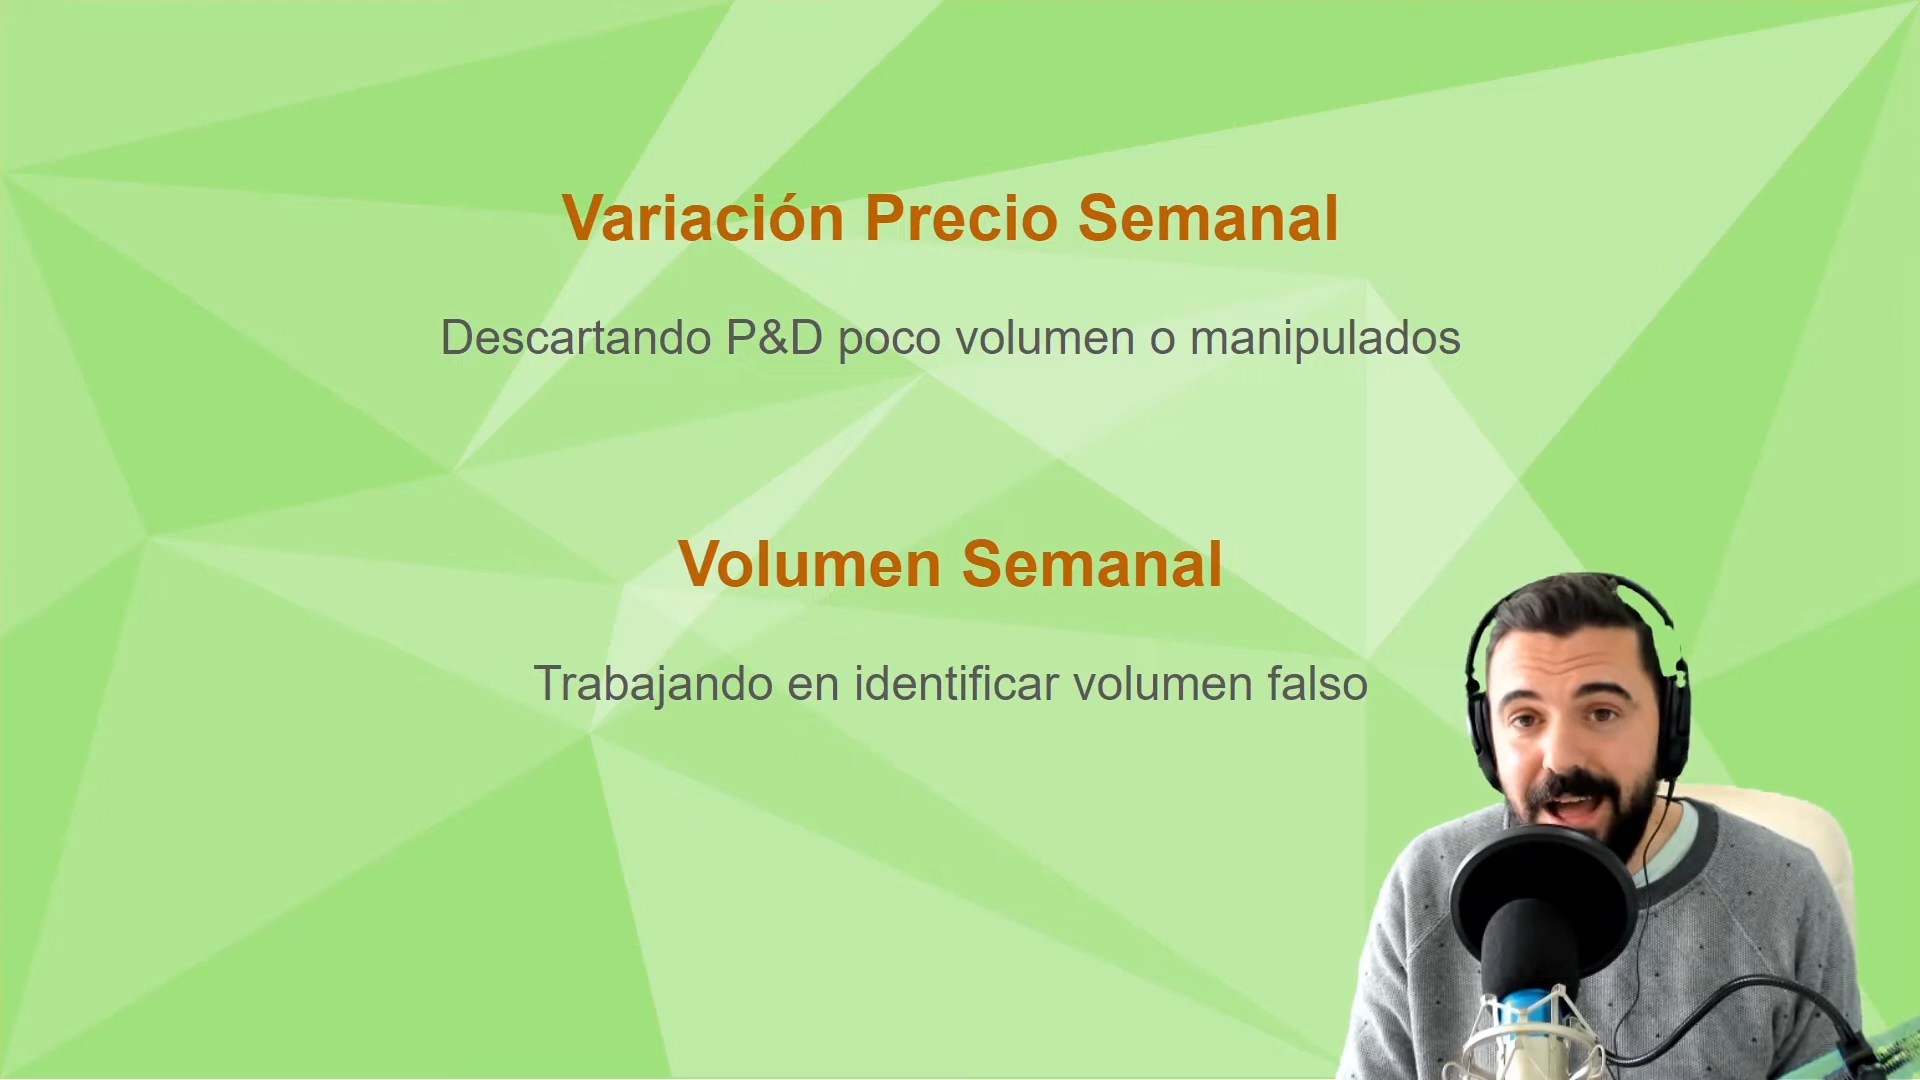 Variación Precio Semanal
Descartando P&D poco volumen o manipulados
Volumen Semanal
Trabajando en identificar volumen falso